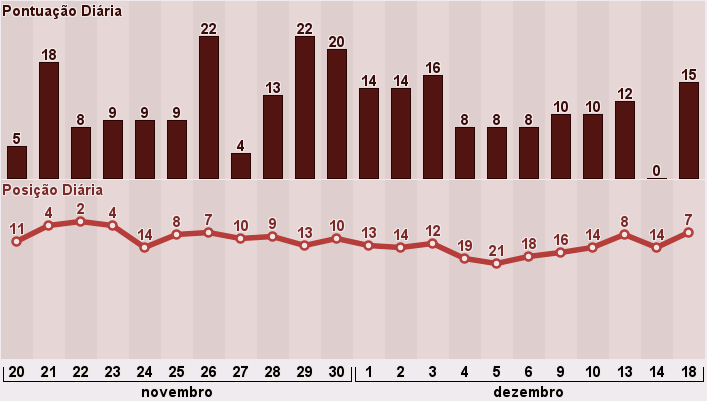 Pontuação Diária
5 18 8 9 9 9 22 4 13 22 20 14 14 16 8 8 8 10 10 12 0 15
Posição Diária
11 4 2 4 14 8 7 10 9 13 10 13 14 12 19 21 18 16 14 8 14 7
20 21 22 23 24 25 26 27 28 29 30 1 2 3 4 5 6 9 10 13 14 18
novembro dezembro